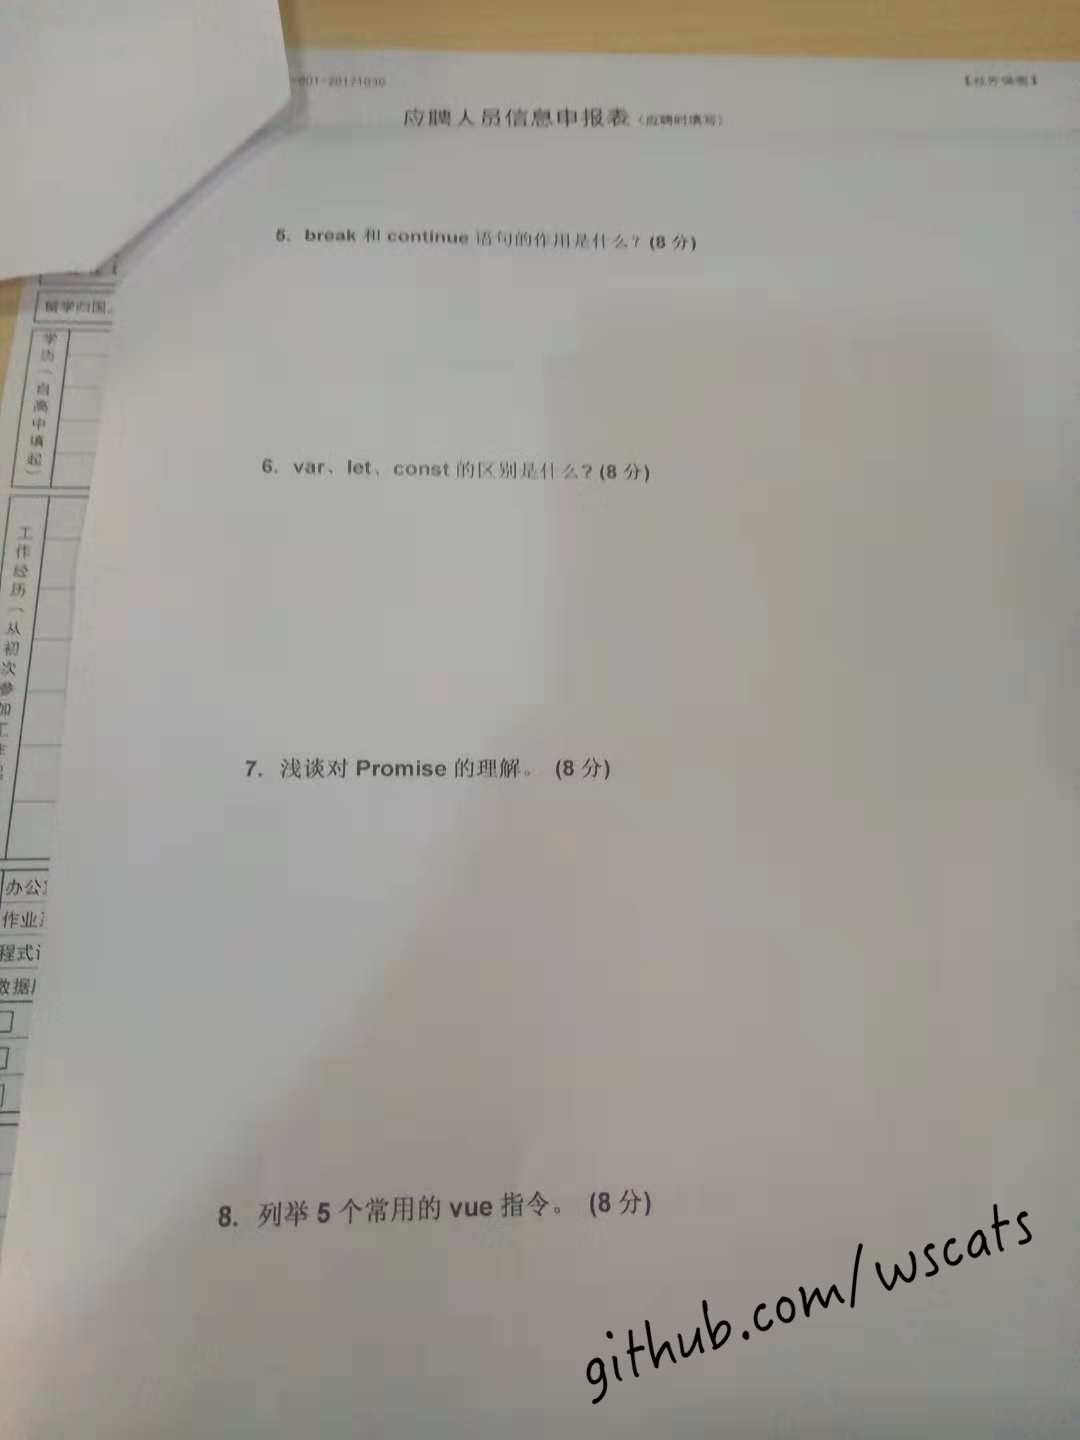 001-20171030
应聘人员信息申报表（应聘时填写）
5. break 和 continue 语句的作用是什么？(8 分)
留学归国
学历（自高中填起）
6. var、let、const 的区别是什么？(8 分)
工作经历（从初次参加工
7. 浅谈对 Promise 的理解。 (8 分)
办公
作业
程式
数据
8. 列举 5 个常用的 vue 指令。 (8 分)
github.com/wscats